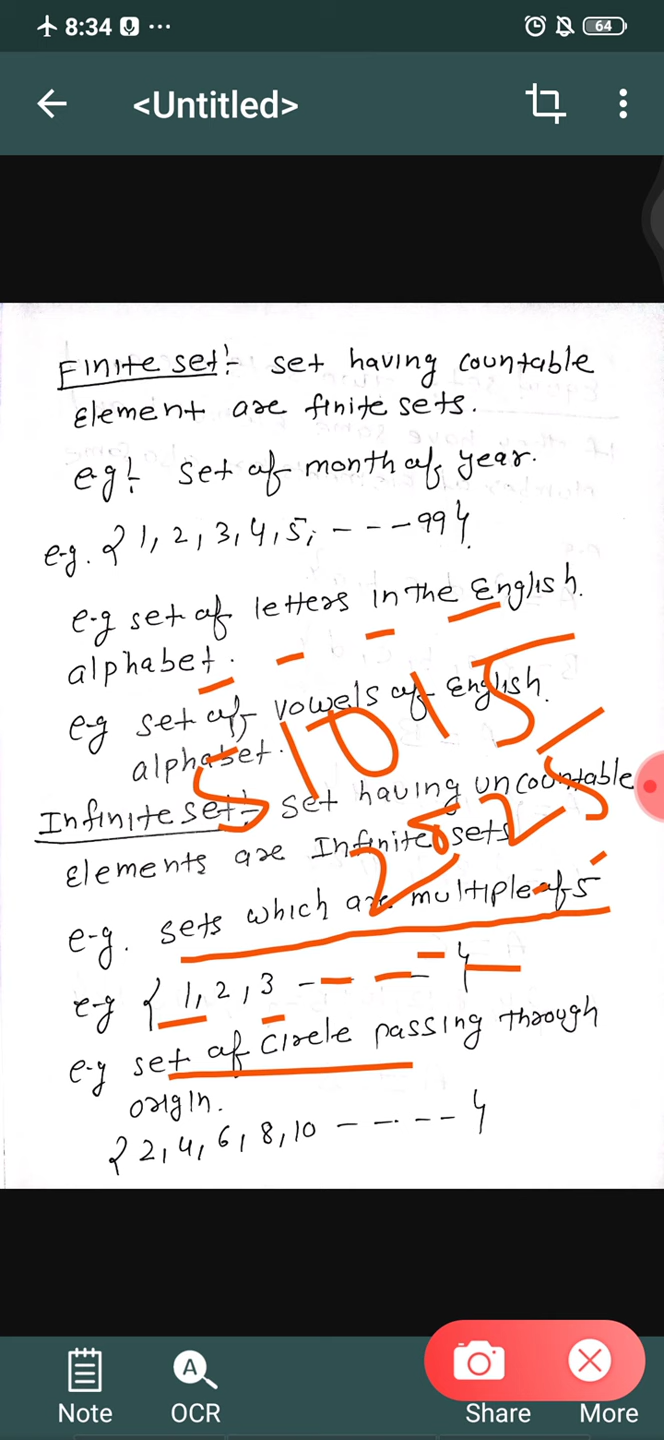 8:34
64
<Untitled>
Finite set:- set having countable
Element are finite sets.
eg:- set of month of year.
e-g. { 1, 2, 3, 4, 5, - - - 99 }
e-g set of letters in the English.
alphabet.
e-g set of vowels of English.
alphabet.
5 10 15
Infinite set:- set having uncountable
20 25
Elements are Infinite sets
e-g. sets which are multiple of 5
e-g { 1, 2, 3 - - - - }
e-g set of circle passing through
origin.
{ 2, 4, 6, 8, 10 - - - - - }
A
Note OCR Share More